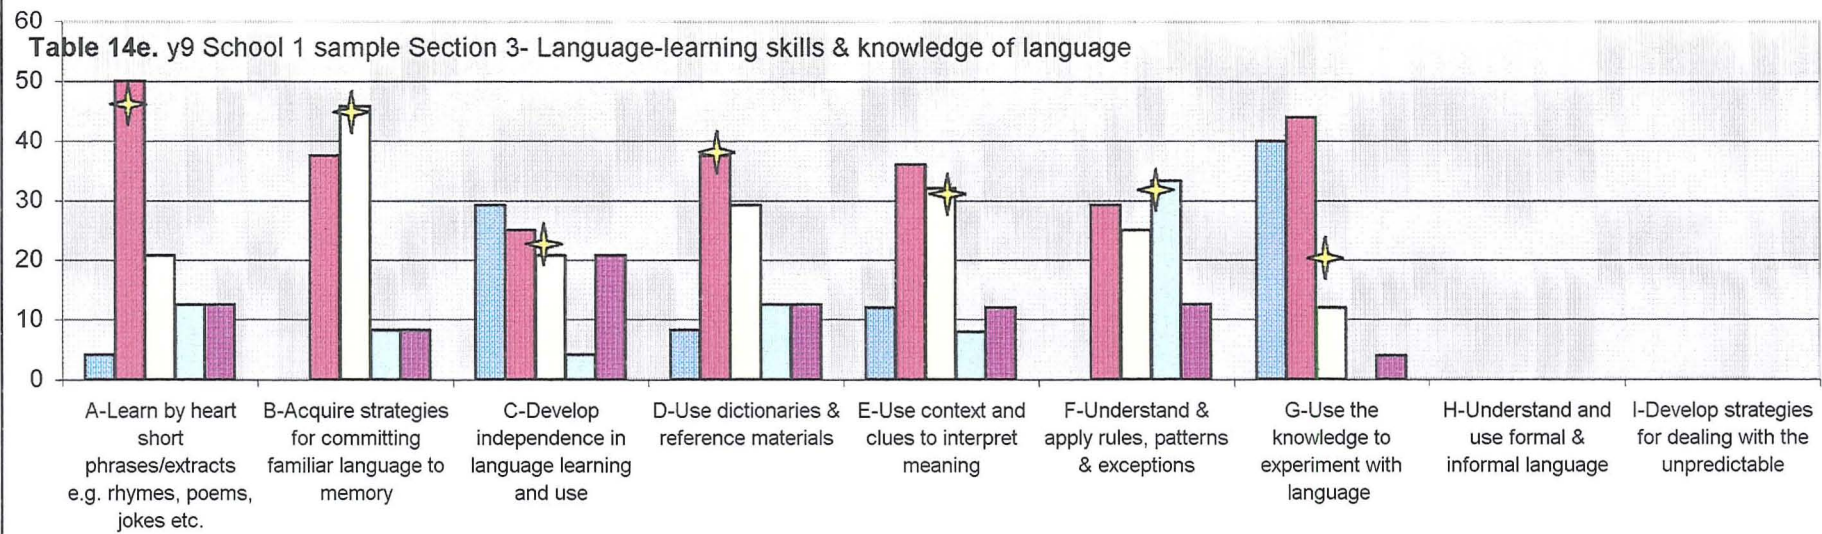 60
Table 14e. y9 School 1 sample Section 3- Language-learning skills & knowledge of language
50
40
30
20
10
0
A-Learn by heart
short
phrases/extracts
e.g. rhymes, poems,
jokes etc.
B-Acquire strategies
for committing
familiar language to
memory
C-Develop
independence in
language learning
and use
D-Use dictionaries &
reference materials
E-Use context and
clues to interpret
meaning
F-Understand &
apply rules, patterns
& exceptions
G-Use the
knowledge to
experiment with
language
H-Understand and
use formal &
informal language
I-Develop strategies
for dealing with the
unpredictable